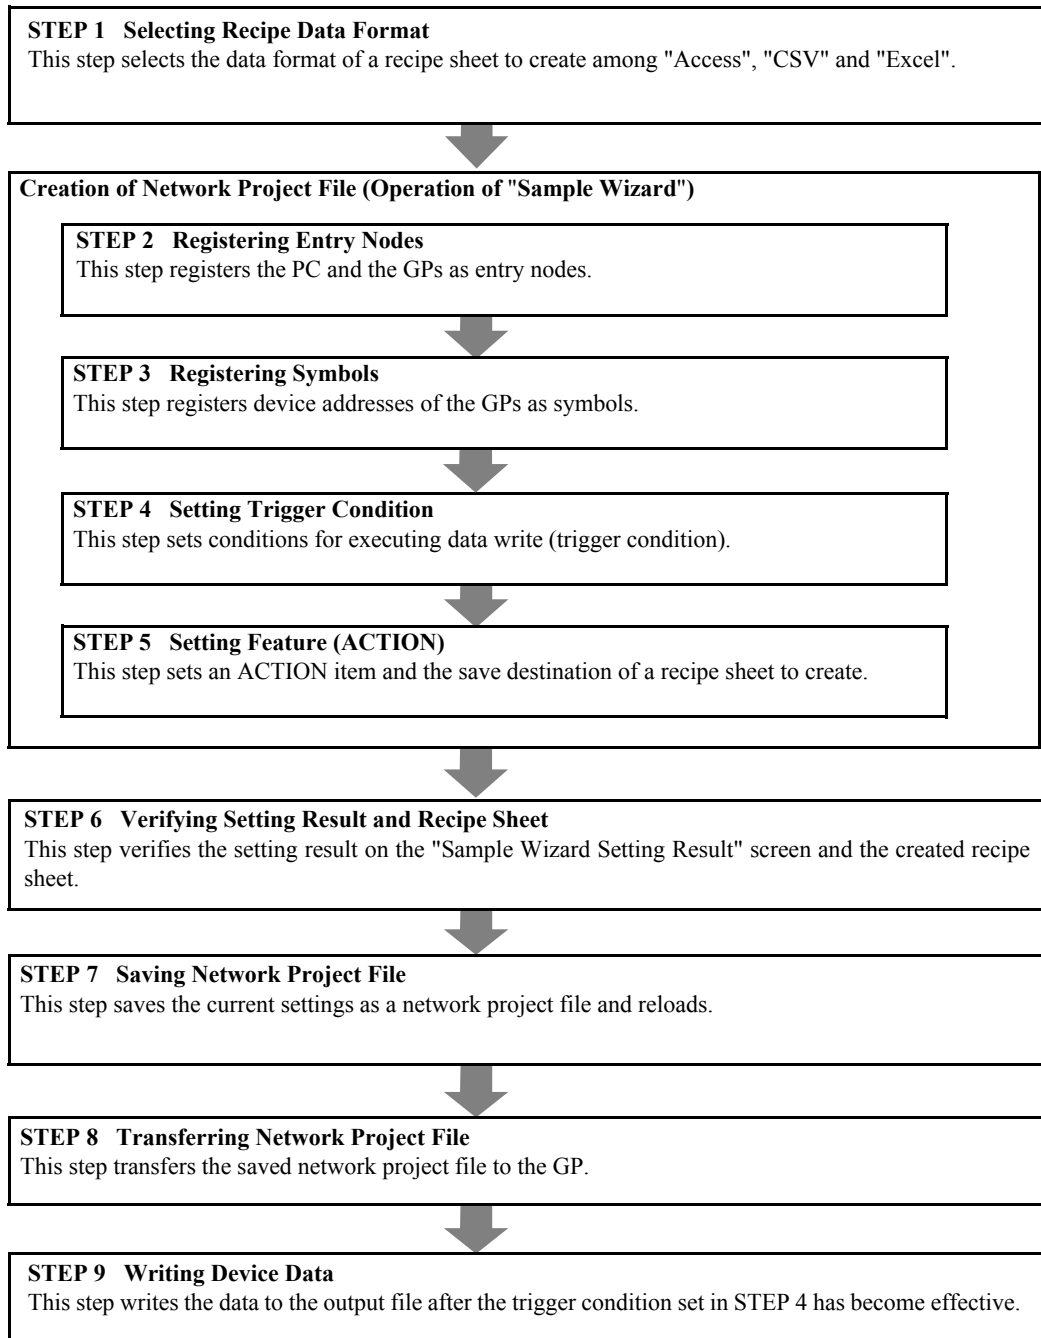 STEP 1 Selecting Recipe Data Format
This step selects the data format of a recipe sheet to create among "Access", "CSV" and "Excel".
Creation of Network Project File (Operation of "Sample Wizard")
STEP 2 Registering Entry Nodes
This step registers the PC and the GPs as entry nodes.
STEP 3 Registering Symbols
This step registers device addresses of the GPs as symbols.
STEP 4 Setting Trigger Condition
This step sets conditions for executing data write (trigger condition).
STEP 5 Setting Feature (ACTION)
This step sets an ACTION item and the save destination of a recipe sheet to create.
STEP 6 Verifying Setting Result and Recipe Sheet
This step verifies the setting result on the "Sample Wizard Setting Result" screen and the created recipe
sheet.
STEP 7 Saving Network Project File
This step saves the current settings as a network project file and reloads.
STEP 8 Transferring Network Project File
This step transfers the saved network project file to the GP.
STEP 9 Writing Device Data
This step writes the data to the output file after the trigger condition set in STEP 4 has become effective.